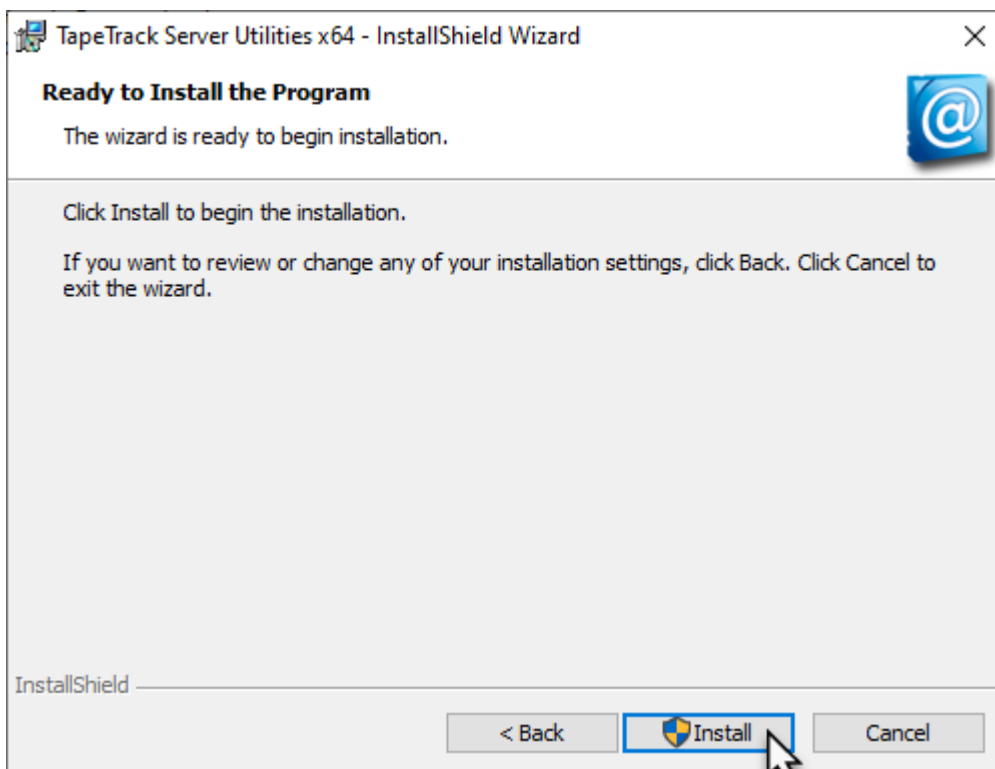 TapeTrack Server Utilities x64 - InstallShield Wizard
Ready to Install the Program
The wizard is ready to begin installation.
Click Install to begin the installation.
If you want to review or change any of your installation settings, click Back. Click Cancel to
exit the wizard.
InstallShield
< Back
Install
Cancel